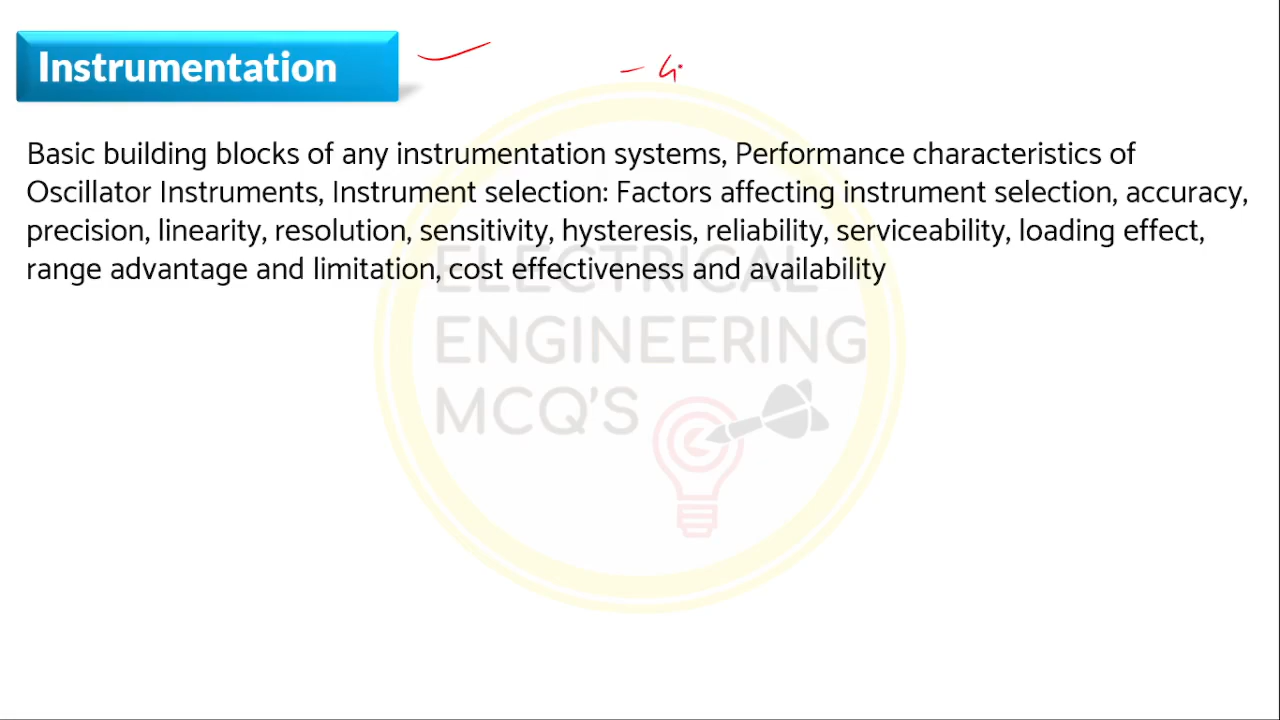 Instrumentation
Basic building blocks of any instrumentation systems, Performance characteristics of
Oscillator Instruments, Instrument selection: Factors affecting instrument selection, accuracy,
precision, linearity, resolution, sensitivity, hysteresis, reliability, serviceability, loading effect,
range advantage and limitation, cost effectiveness and availability
ELECTRICAL
ENGINEERING
MCQ'S